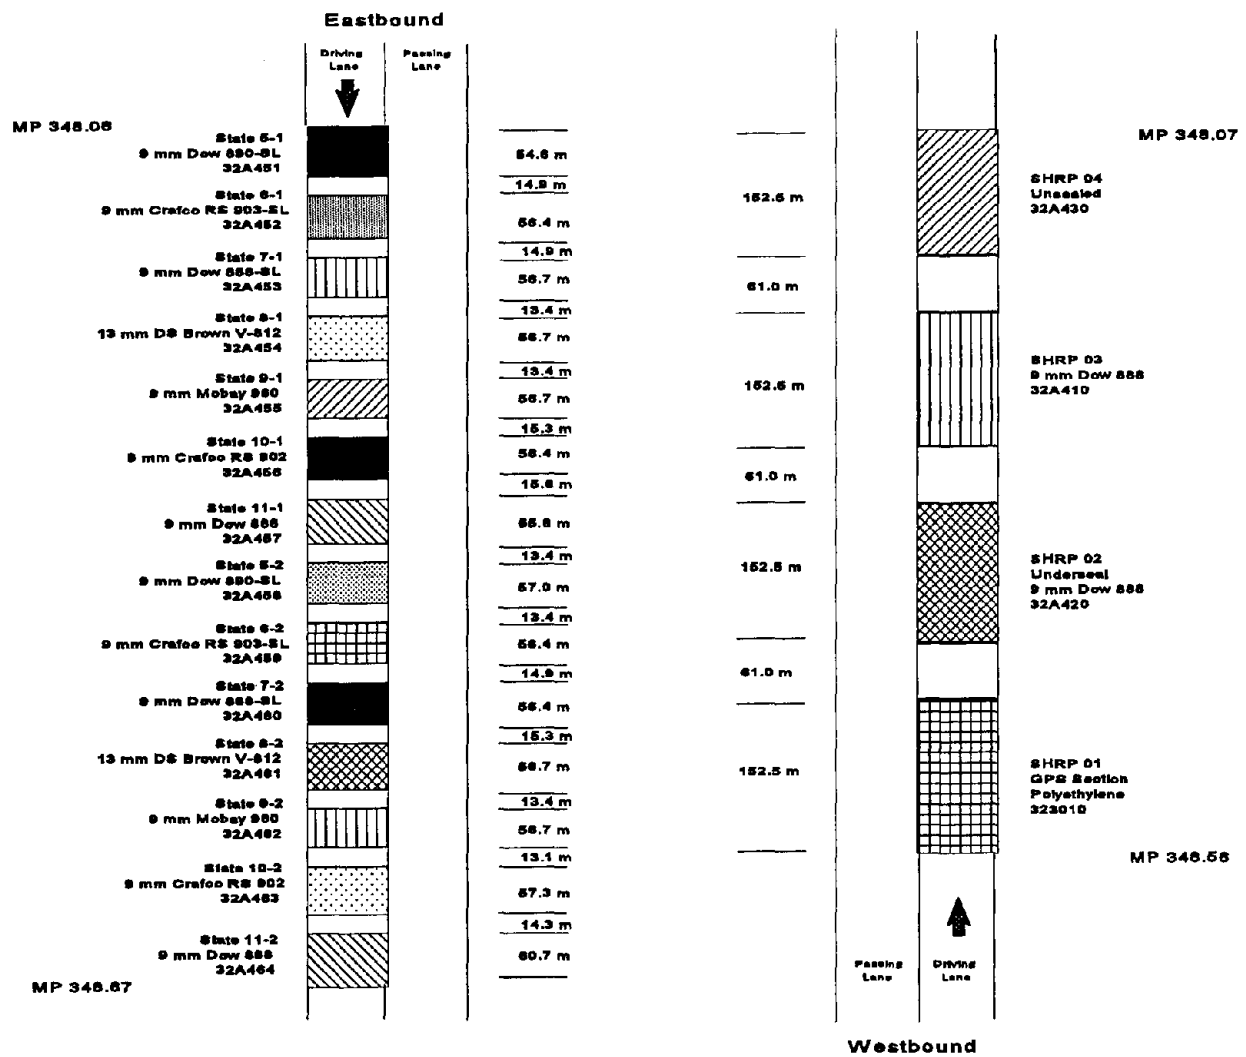 Eastbound
Driving
Lane
Passing
Lane
MP 348.06
State 5-1
9 mm Dow 890-SL
32A451
State 6-1
9 mm Crafco RS 903-SL
32A452
State 7-1
9 mm Dow 888-SL
32A453
State 8-1
13 mm DS Brown V-812
32A454
State 9-1
9 mm Mobay 960
32A455
State 10-1
9 mm Crafco RS 902
32A456
State 11-1
9 mm Dow 888
32A457
State 5-2
9 mm Dow 890-SL
32A458
State 6-2
9 mm Crafco RS 903-SL
32A459
State 7-2
9 mm Dow 888-SL
32A460
State 8-2
13 mm DS Brown V-812
32A461
State 9-2
9 mm Mobay 960
32A462
State 10-2
9 mm Crafco RS 902
32A463
State 11-2
9 mm Dow 888
32A464
MP 348.67
54.6 m
14.9 m
56.4 m
14.9 m
56.7 m
13.4 m
56.7 m
13.4 m
56.7 m
15.3 m
56.4 m
15.6 m
55.8 m
13.4 m
57.0 m
13.4 m
56.4 m
14.9 m
56.4 m
15.3 m
56.7 m
13.4 m
56.7 m
13.1 m
57.3 m
14.3 m
60.7 m
152.5 m
61.0 m
152.5 m
61.0 m
152.5 m
61.0 m
152.5 m
MP 348.07
SHRP 04
Unsealed
32A430
SHRP 03
9 mm Dow 888
32A410
SHRP 02
Underseal
9 mm Dow 888
32A420
SHRP 01
GPS Section
Polyethylene
323010
MP 348.56
Passing
Lane
Driving
Lane
Westbound